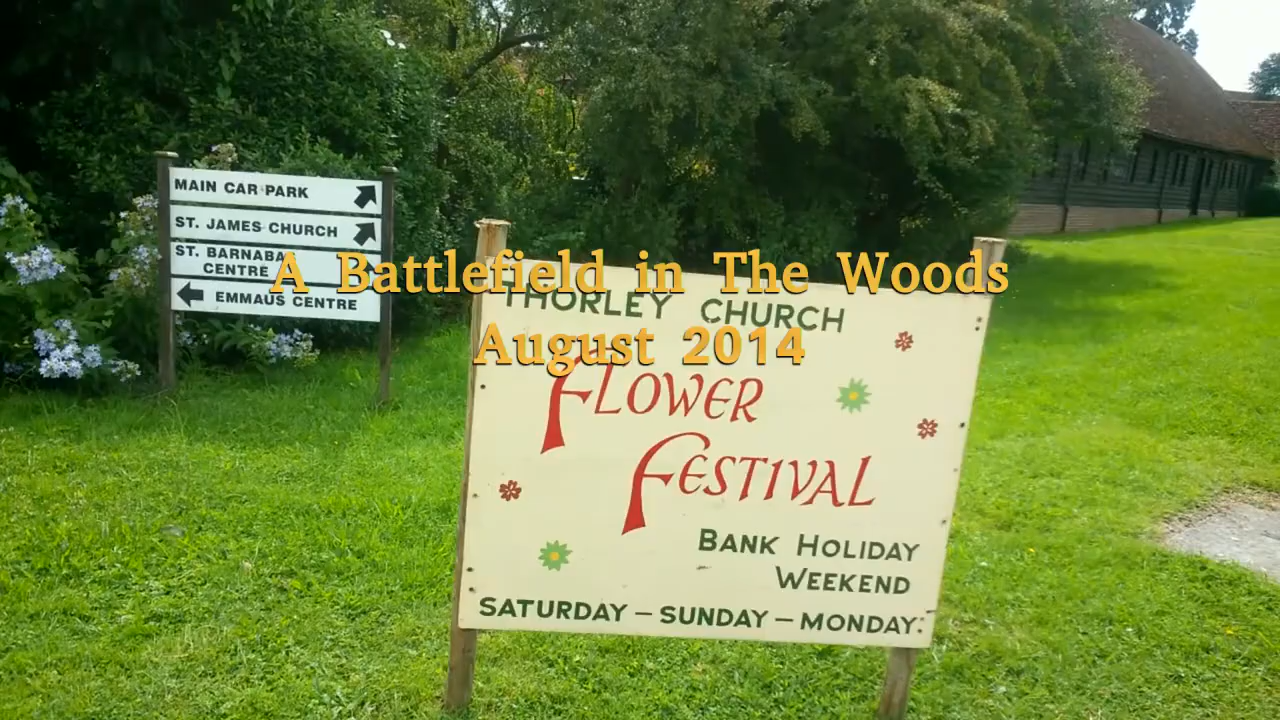 MAIN CAR PARK
ST. JAMES CHURCH
ST. BARNABA
CENTRE
EMMAUS CENTRE
A Battlefield in The Woods
August 2014
THORLEY CHURCH
FLOWER
FESTIVAL
BANK HOLIDAY
WEEKEND
SATURDAY – SUNDAY – MONDAY.